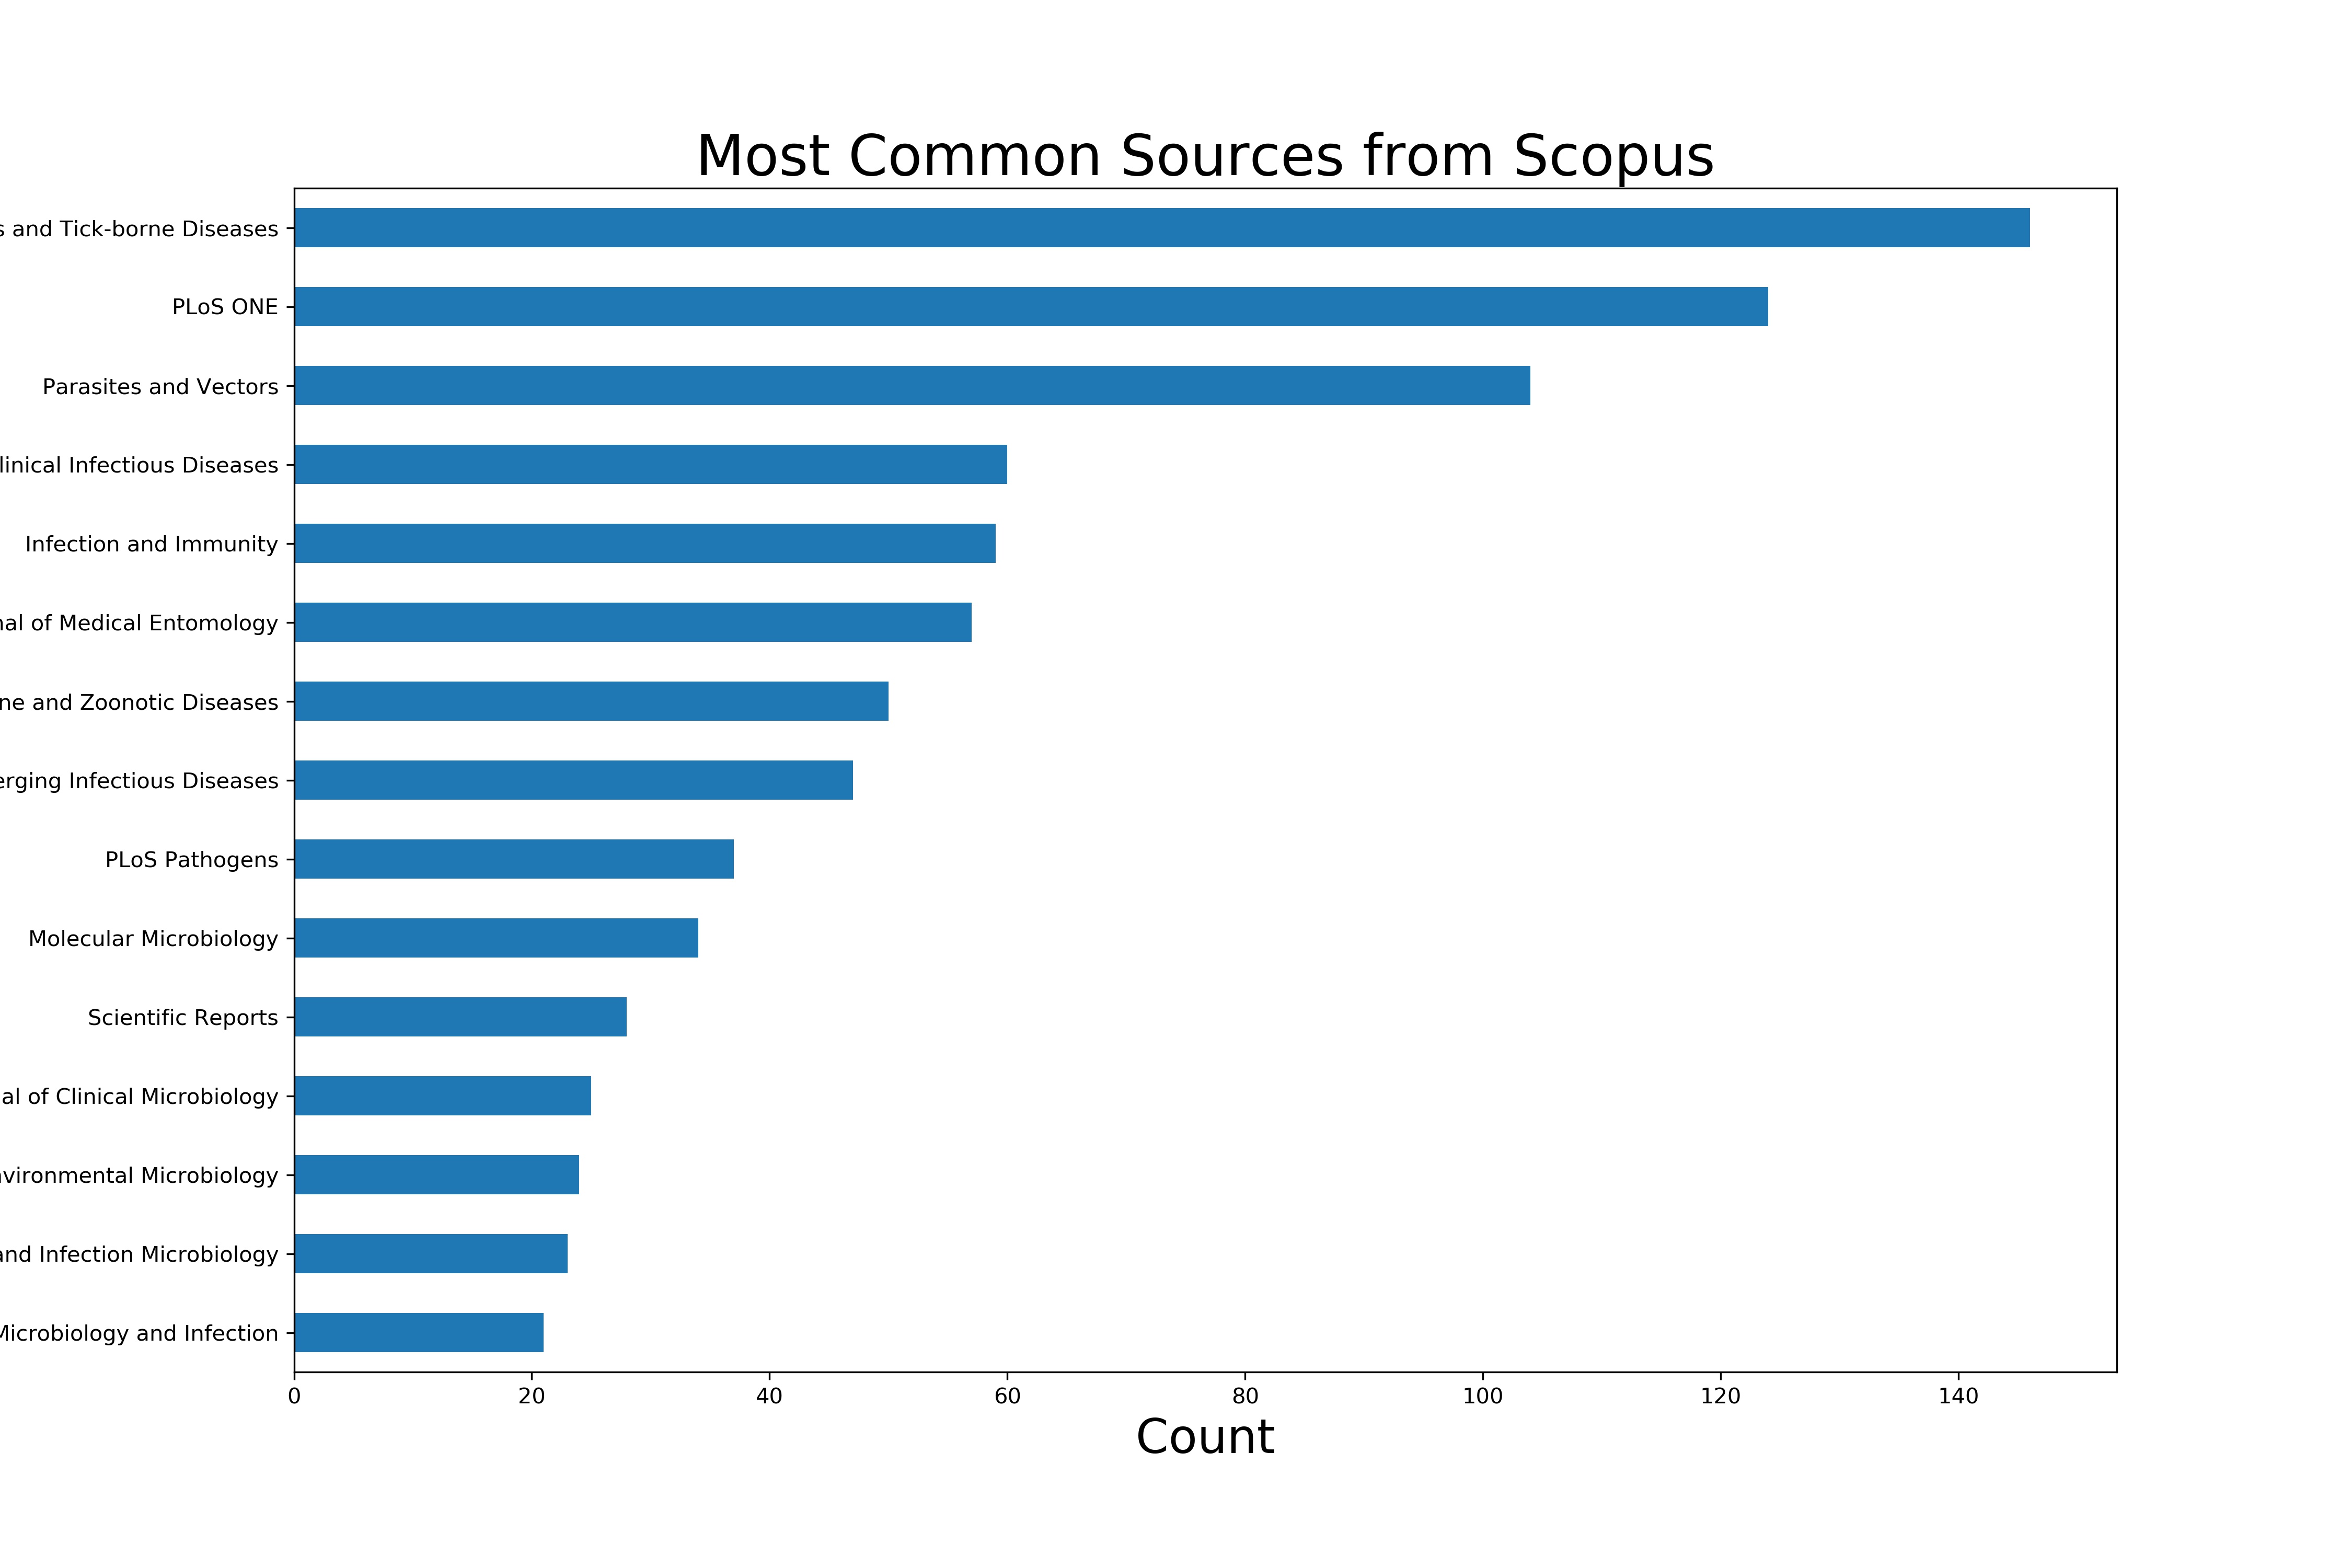 Most Common Sources from Scopus
s and Tick-borne Diseases
PLoS ONE
Parasites and Vectors
linical Infectious Diseases
Infection and Immunity
nal of Medical Entomology
ne and Zoonotic Diseases
erging Infectious Diseases
PLoS Pathogens
Molecular Microbiology
Scientific Reports
al of Clinical Microbiology
vironmental Microbiology
and Infection Microbiology
Microbiology and Infection
0 20 40 60 80 100 120 140
Count